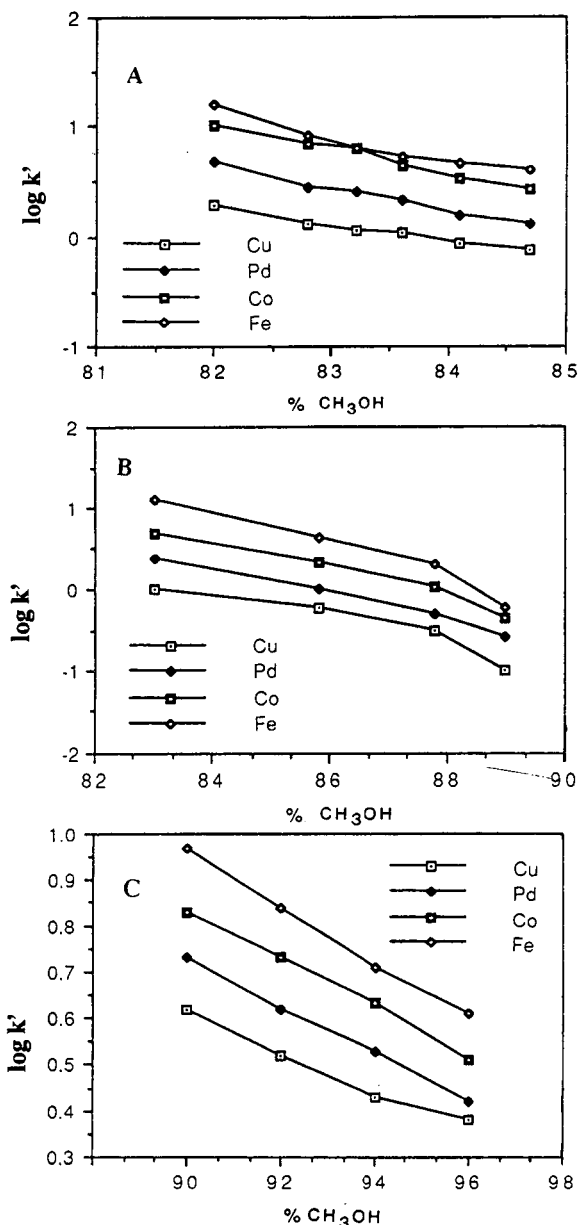 2
A
1
log k'
0
Cu
Pd
Co
Fe
-1
81 82 83 84 85
% CH₃OH
2
B
1
log k'
0
Cu
Pd
-1
Co
Fe
-2
82 84 86 88 90
% CH₃OH
1.0
0.9
C
Cu
Pd
0.8
Co
Fe
0.7
log k'
0.6
0.5
0.4
0.3
90 92 94 96 98
% CH₃OH